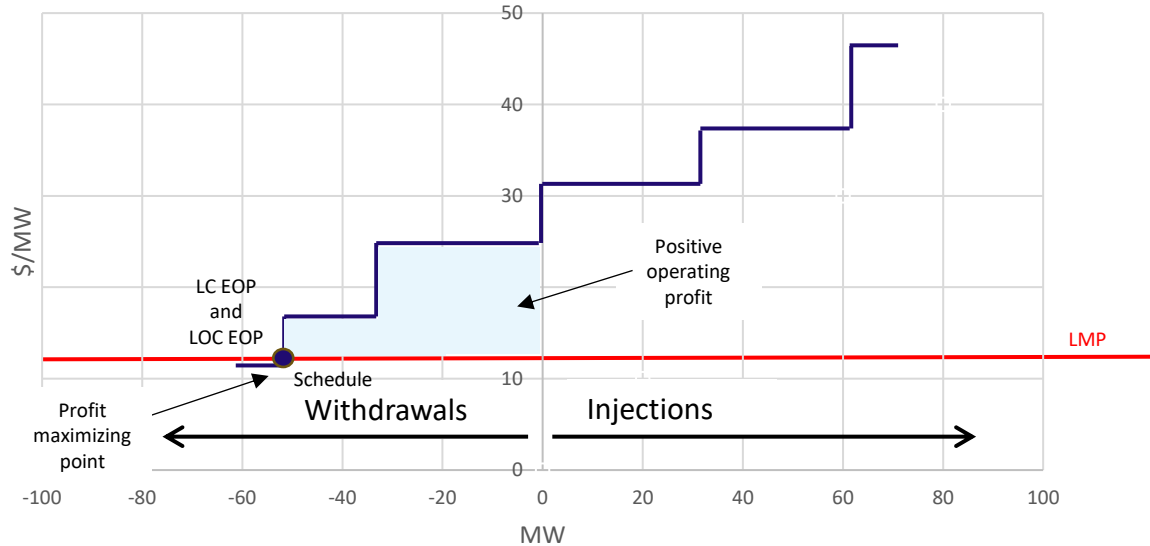 50
40
30
10
0
$/MW
LC EOP
and
LOC EOP
Positive
operating
profit
LMP
Schedule
Profit
maximizing
point
Withdrawals
Injections
-100
-80
-60
-40
-20
0
20
40
60
80
100
MW